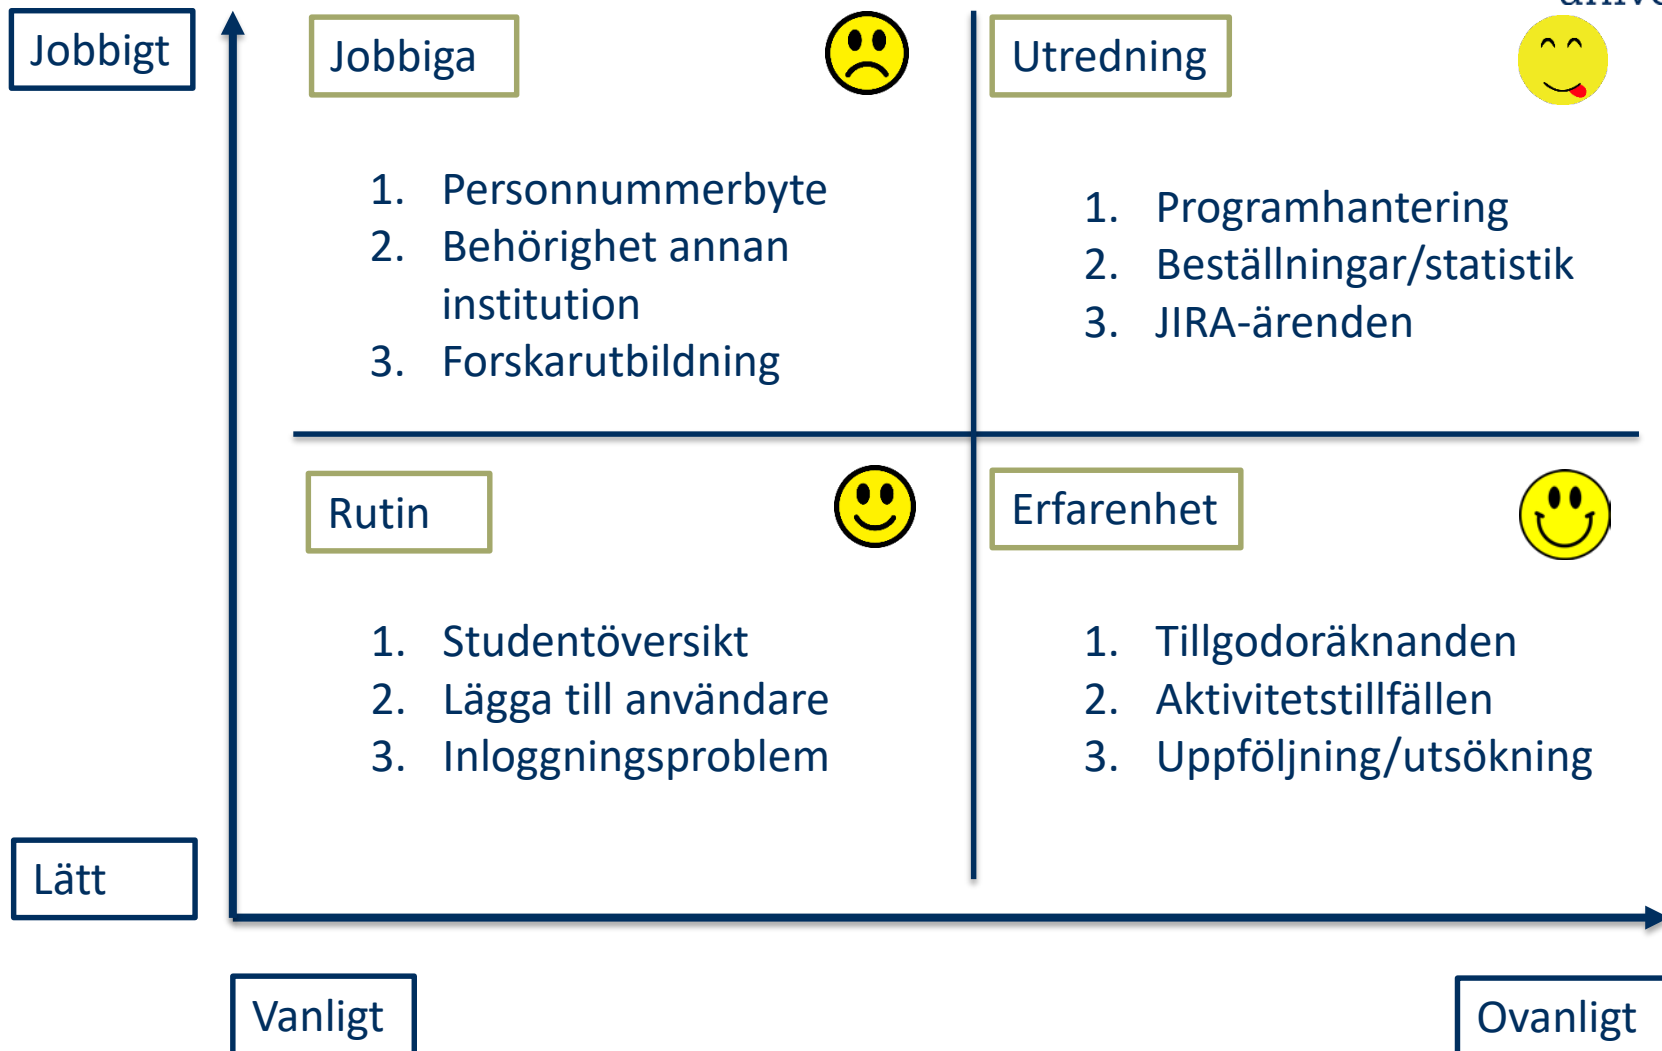 Jobbigt
Jobbiga
1. Personnummerbyte
2. Behörighet annan
institution
3. Forskarutbildning
Utredning
1. Programhantering
2. Beställningar/statistik
3. JIRA-ärenden
Rutin
1. Studentöversikt
2. Lägga till användare
3. Inloggningsproblem
Erfarenhet
1. Tillgodoräknanden
2. Aktivitetstillfällen
3. Uppföljning/utsökning
Lätt
Vanligt
Ovanligt